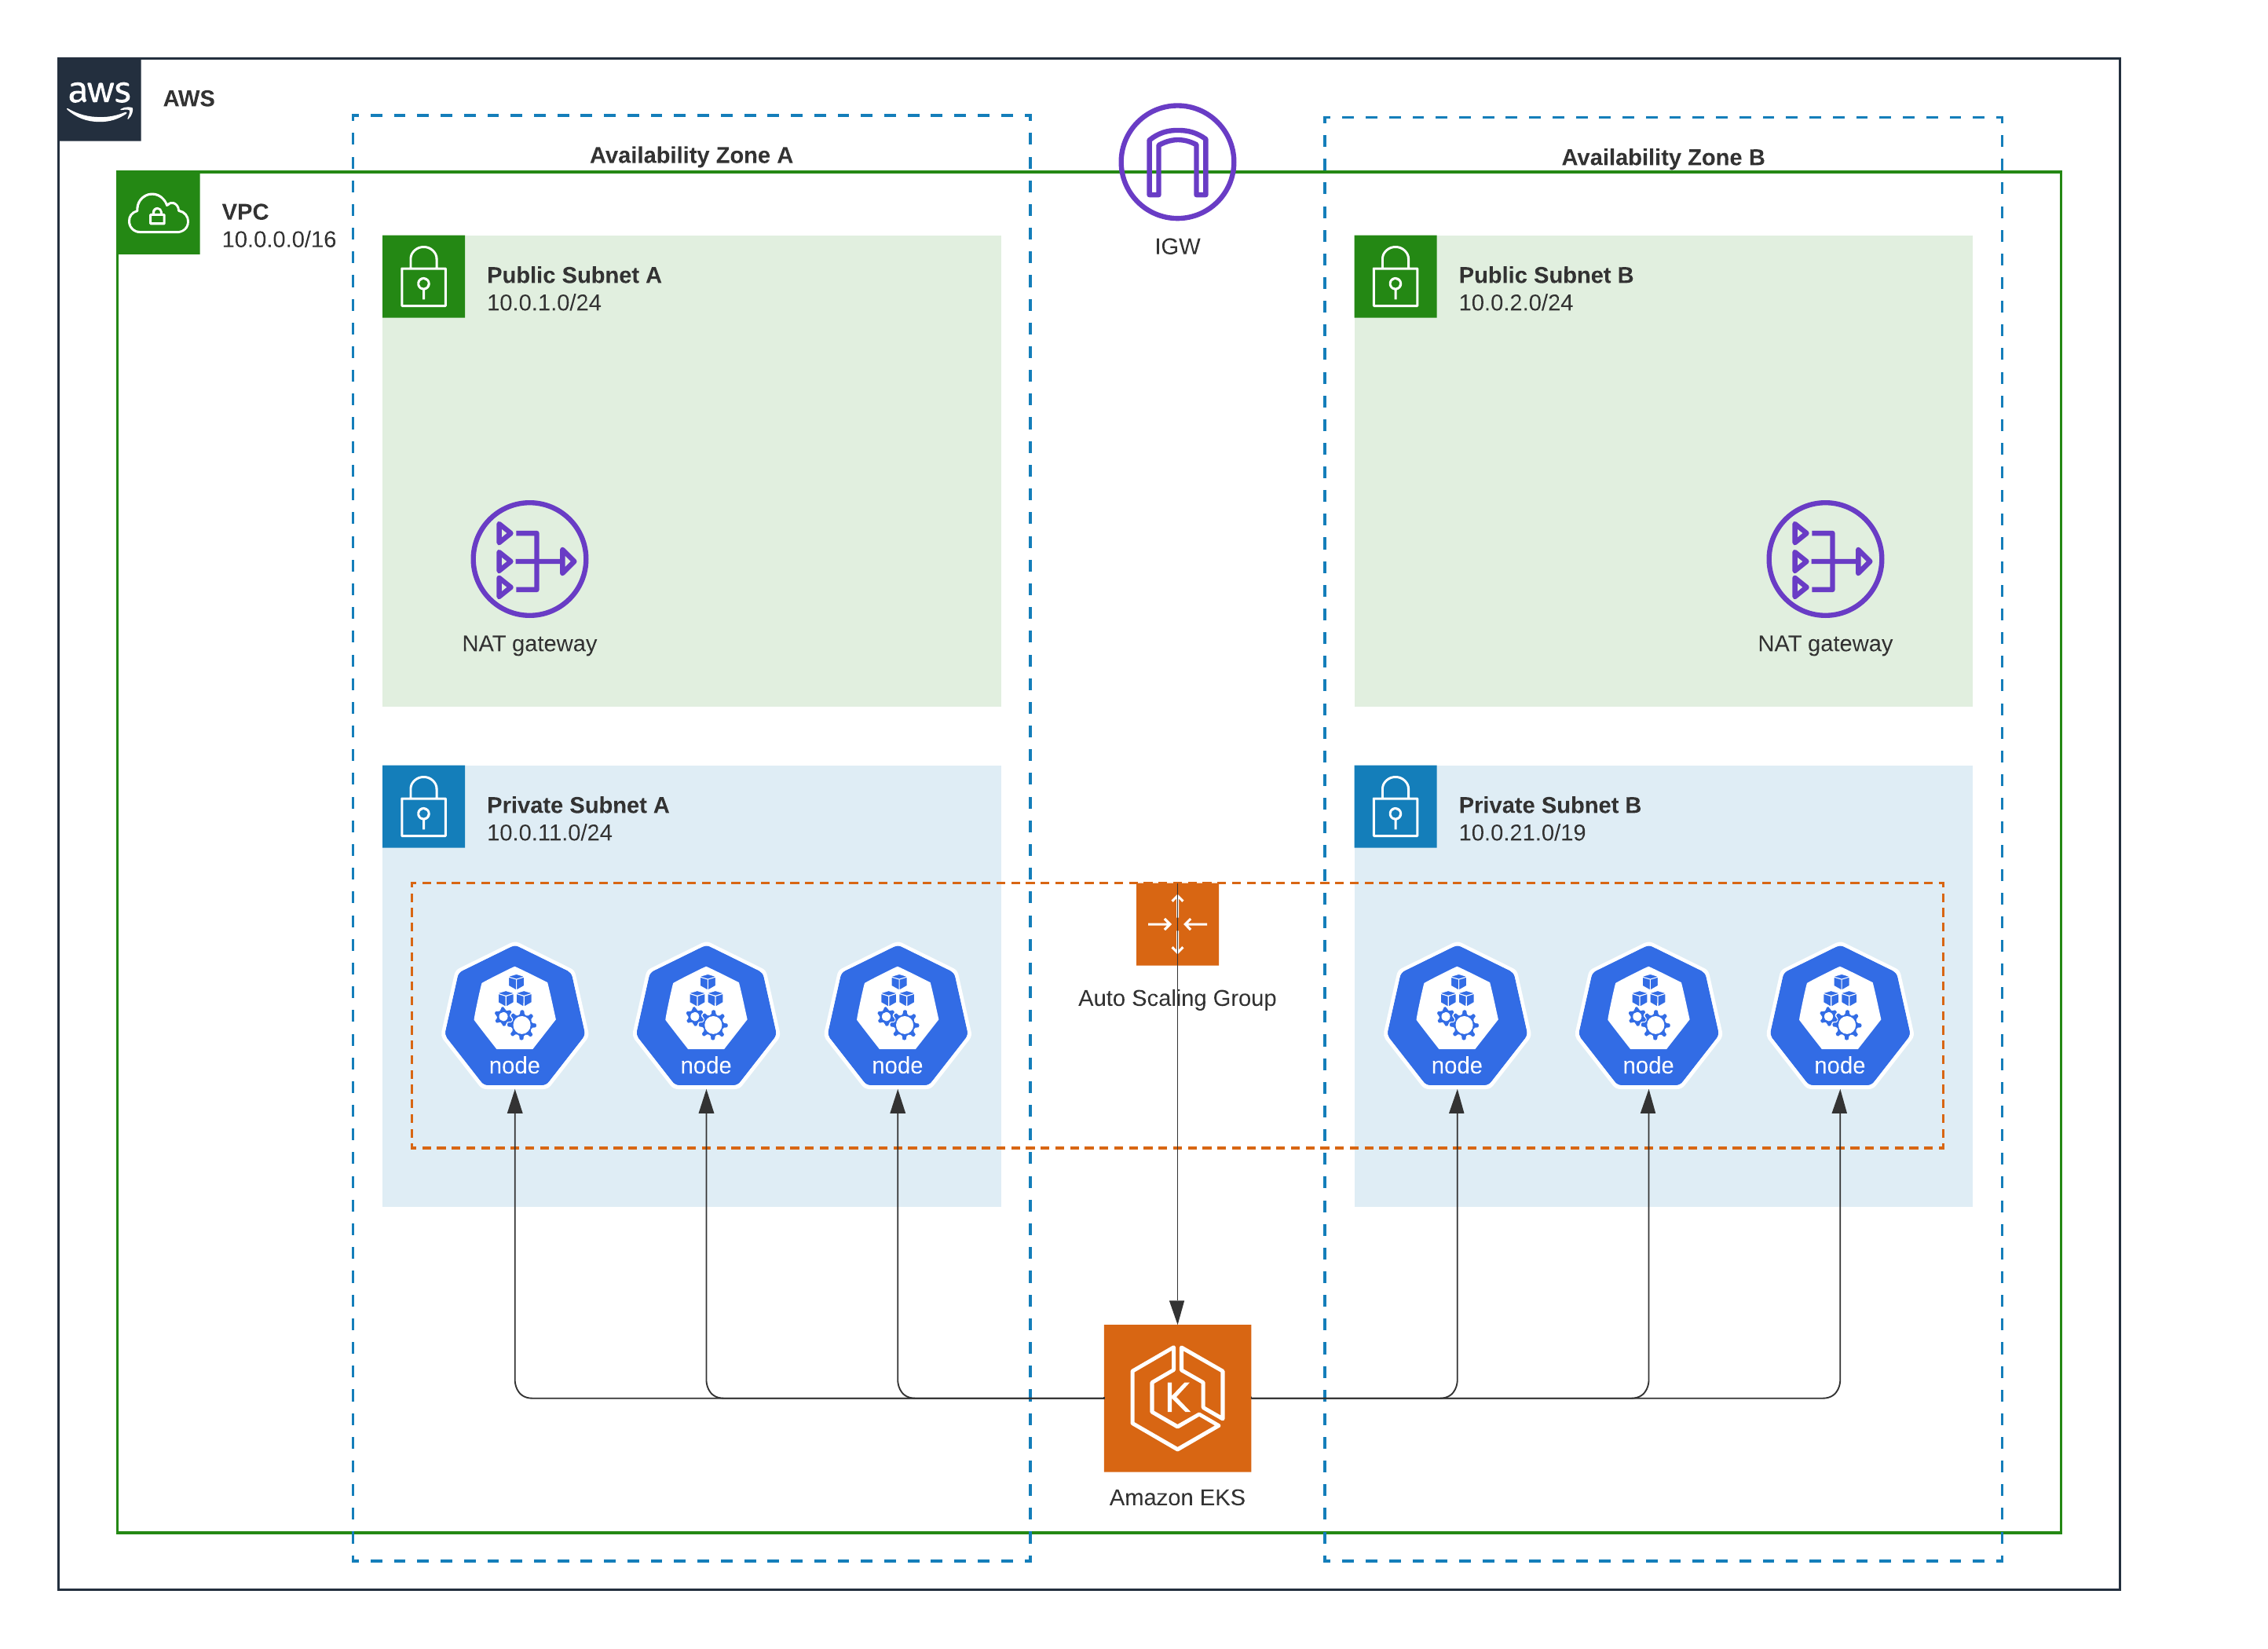 aws
AWS
Availability Zone A
Availability Zone B
VPC
10.0.0.0/16
IGW
Public Subnet A
10.0.1.0/24
Public Subnet B
10.0.2.0/24
NAT gateway
NAT gateway
Private Subnet A
10.0.11.0/24
Private Subnet B
10.0.21.0/19
Auto Scaling Group
node
node
node
node
node
node
K
Amazon EKS